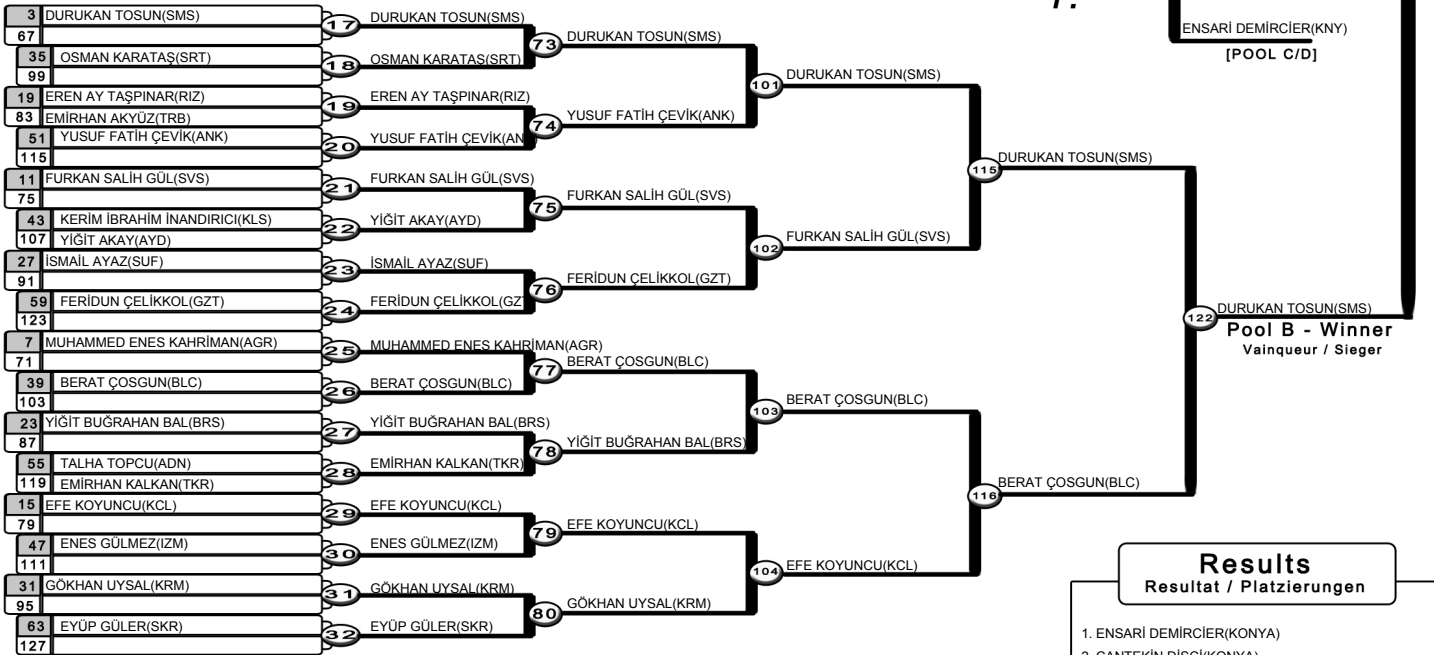 3 DURUKAN TOSUN(SMS)
67
35 OSMAN KARATAŞ(SRT)
99
19 EREN AY TAŞPINAR(RIZ)
83 EMİRHAN AKYÜZ(TRB)
51 YUSUF FATİH ÇEVİK(ANK)
115
11 FURKAN SALİH GÜL(SVS)
75
43 KERİM İBRAHİM İNANDIRICI(KLS)
107 YİĞİT AKAY(AYD)
27 İSMAİL AYAZ(SUF)
91
59 FERİDUN ÇELİKKOL(GZT)
123
7 MUHAMMED ENES KAHRİMAN(AGR)
71
39 BERAT ÇOSGUN(BLC)
103
23 YİĞİT BUĞRAHAN BAL(BRS)
87
55 TALHA TOPCU(ADN)
119 EMİRHAN KALKAN(TKR)
15 EFE KOYUNCU(KCL)
79
47 ENES GÜLMEZ(IZM)
111
31 GÖKHAN UYSAL(KRM)
95
63 EYÜP GÜLER(SKR)
127
17 DURUKAN TOSUN(SMS)
18 OSMAN KARATAŞ(SRT)
19 EREN AY TAŞPINAR(RIZ)
20 YUSUF FATİH ÇEVİK(AN
21 FURKAN SALİH GÜL(SVS)
22 YİĞİT AKAY(AYD)
23 İSMAİL AYAZ(SUF)
24 FERİDUN ÇELİKKOL(GZ
25 MUHAMMED ENES KAHRİMAN(AGR)
26 BERAT ÇOSGUN(BLC)
27 YİĞİT BUĞRAHAN BAL(BRS)
28 EMİRHAN KALKAN(TKR)
29 EFE KOYUNCU(KCL)
30 ENES GÜLMEZ(IZM)
31 GÖKHAN UYSAL(KRM)
32 EYÜP GÜLER(SKR)
73 DURUKAN TOSUN(SMS)
74 YUSUF FATİH ÇEVİK(ANK)
75 FURKAN SALİH GÜL(SVS)
76 FERİDUN ÇELİKKOL(GZT)
77 BERAT ÇOSGUN(BLC)
78 YİĞİT BUĞRAHAN BAL(BRS)
79 EFE KOYUNCU(KCL)
80 GÖKHAN UYSAL(KRM)
101 DURUKAN TOSUN(SMS)
102 FURKAN SALİH GÜL(SVS)
103 BERAT ÇOSGUN(BLC)
104 EFE KOYUNCU(KCL)
115 DURUKAN TOSUN(SMS)
116 BERAT ÇOSGUN(BLC)
122 DURUKAN TOSUN(SMS)
Pool B - Winner
Vainqueur / Sieger
ENSARİ DEMİRCİER(KNY)
[POOL C/D]
Results
Resultat / Platzierungen
1. ENSARİ DEMİRCİER(KONYA)